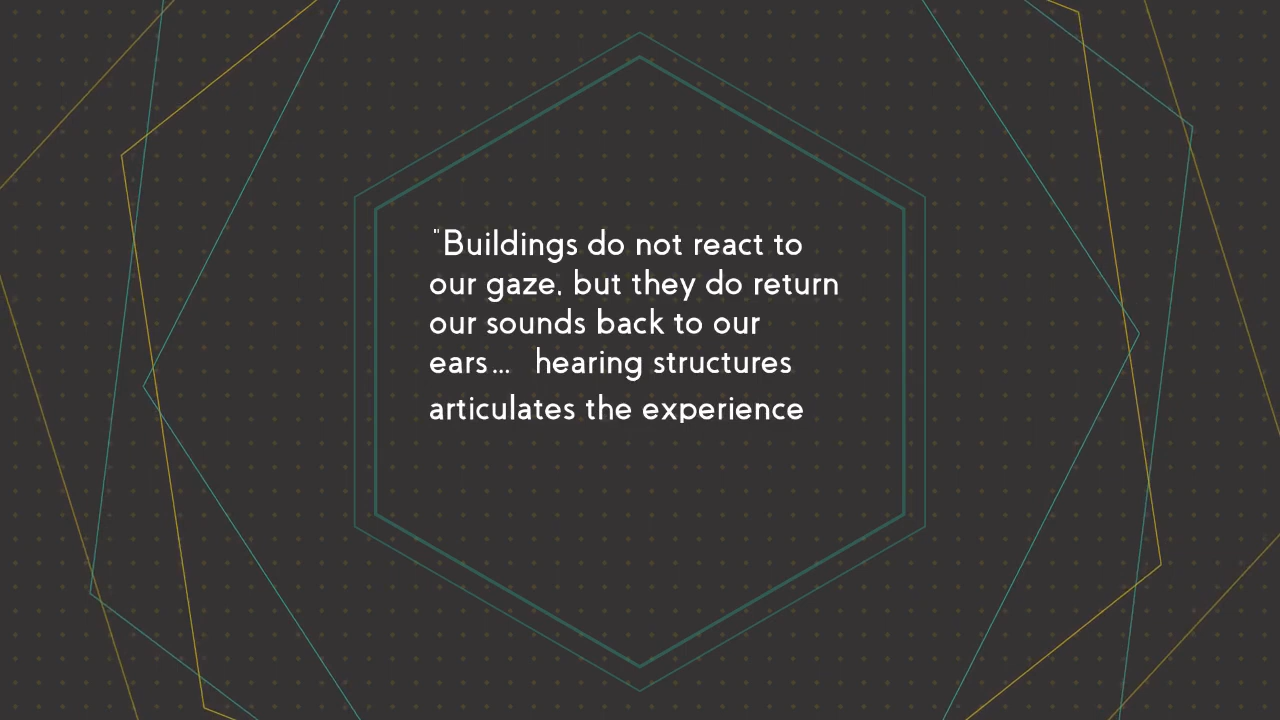 "Buildings do not react to
our gaze, but they do return
our sounds back to our
ears... hearing structures
articulates the experience